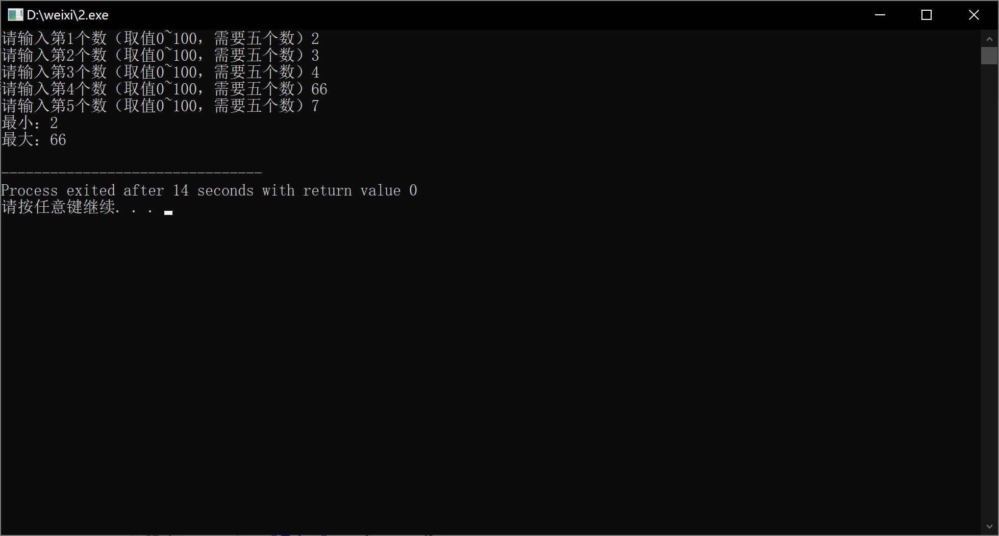 D:\weixi\2.exe
请输入第1个数（取值0~100，需要五个数）2
请输入第2个数（取值0~100，需要五个数）3
请输入第3个数（取值0~100，需要五个数）4
请输入第4个数（取值0~100，需要五个数）66
请输入第5个数（取值0~100，需要五个数）7
最小：2
最大：66
--------------------------------
Process exited after 14 seconds with return value 0
请按任意键继续. . .